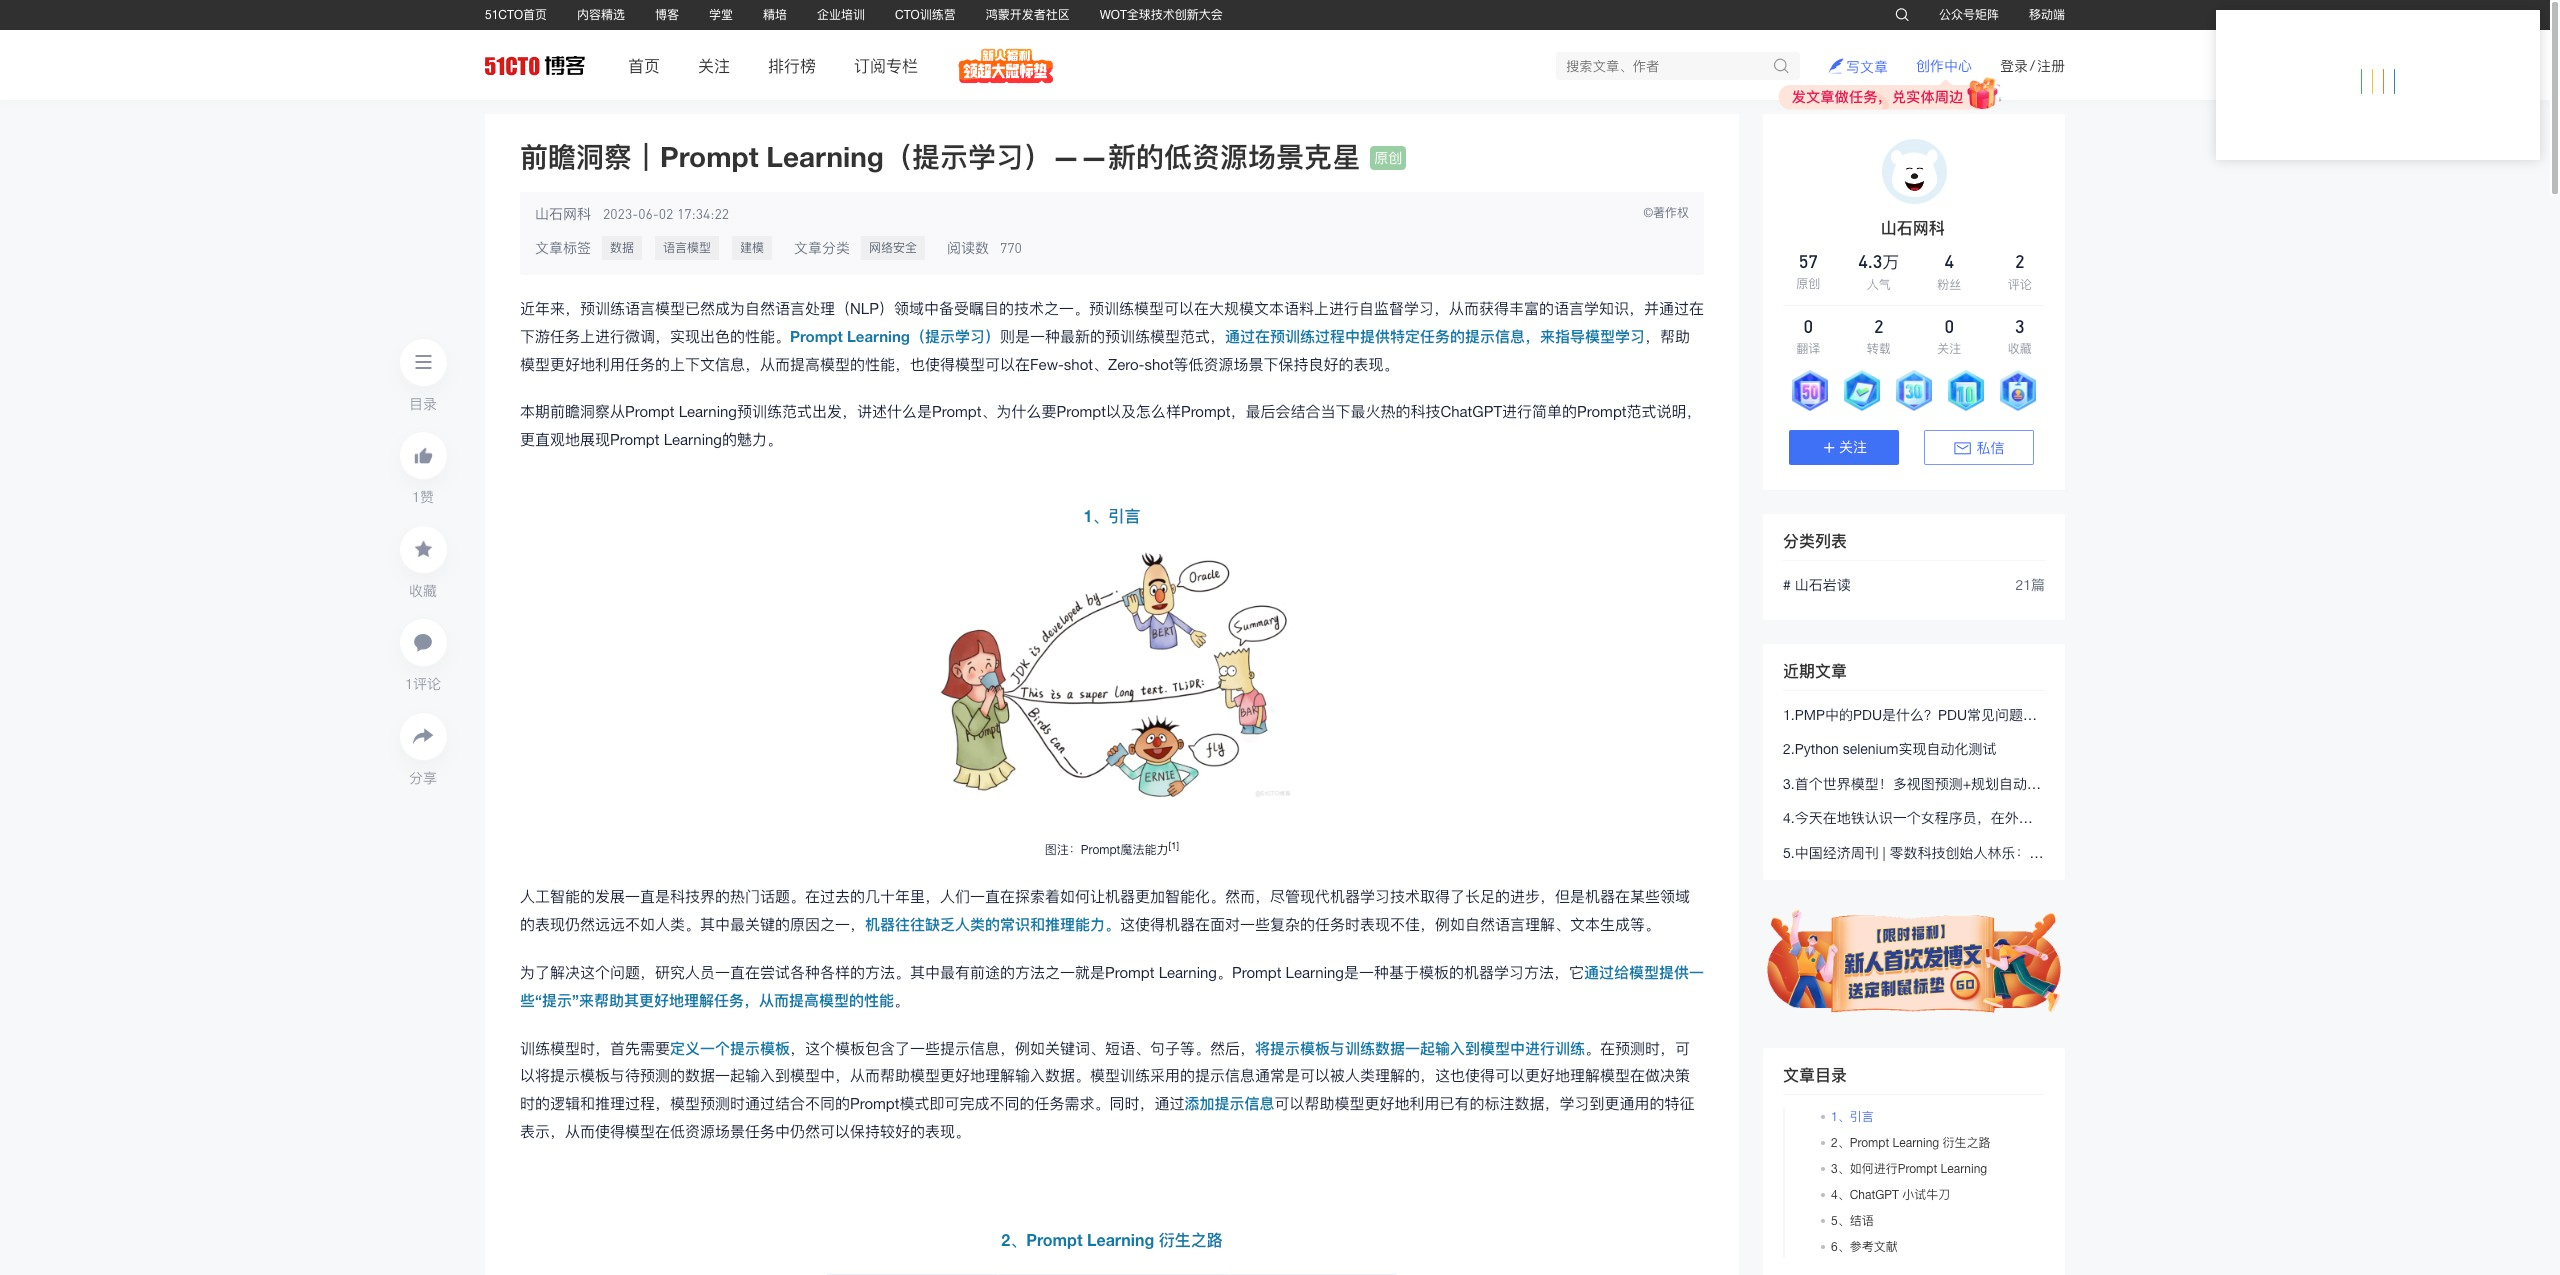 51CTO首页 内容精选 博客 学堂 精培 企业培训 CTO训练营 鸿蒙开发者社区 WOT全球技术创新大会 公众号矩阵 移动端
51CTO 博客 首页 关注 排行榜 订阅专栏 新人福利 领超大鼠标垫 搜索文章、作者 写文章 创作中心 登录/注册
发文章做任务，兑实体周边
前瞻洞察｜Prompt Learning（提示学习）——新的低资源场景克星 原创
山石网科 2023-06-02 17:34:22 ©著作权
文章标签 数据 语言模型 建模 文章分类 网络安全 阅读数 770
近年来，预训练语言模型已然成为自然语言处理（NLP）领域中备受瞩目的技术之一。预训练模型可以在大规模文本语料上进行自监督学习，从而获得丰富的语言学知识，并通过在
下游任务上进行微调，实现出色的性能。Prompt Learning（提示学习）则是一种最新的预训练模型范式，通过在预训练过程中提供特定任务的提示信息，来指导模型学习，帮助
模型更好地利用任务的上下文信息，从而提高模型的性能，也使得模型可以在Few-shot、Zero-shot等低资源场景下保持良好的表现。
本期前瞻洞察从Prompt Learning预训练范式出发，讲述什么是Prompt、为什么要Prompt以及怎么样Prompt，最后会结合当下最火热的科技ChatGPT进行简单的Prompt范式说明，
更直观地展现Prompt Learning的魅力。
1、引言
Oracle
JDK is developed by
BERT
Summary
This is a super long text. TL;DR:
BAR
Prompt
Birds can
fly
ERNIE
@51CTO博客
图注：Prompt魔法能力[1]
人工智能的发展一直是科技界的热门话题。在过去的几十年里，人们一直在探索着如何让机器更加智能化。然而，尽管现代机器学习技术取得了长足的进步，但是机器在某些领域
的表现仍然远远不如人类。其中最关键的原因之一，机器往往缺乏人类的常识和推理能力。这使得机器在面对一些复杂的任务时表现不佳，例如自然语言理解、文本生成等。
为了解决这个问题，研究人员一直在尝试各种各样的方法。其中最有前途的方法之一就是Prompt Learning。Prompt Learning是一种基于模板的机器学习方法，它通过给模型提供一
些“提示”来帮助其更好地理解任务，从而提高模型的性能。
训练模型时，首先需要定义一个提示模板，这个模板包含了一些提示信息，例如关键词、短语、句子等。然后，将提示模板与训练数据一起输入到模型中进行训练。在预测时，可
以将提示模板与待预测的数据一起输入到模型中，从而帮助模型更好地理解输入数据。模型训练采用的提示信息通常是可以被人类理解的，这也使得可以更好地理解模型在做决策
时的逻辑和推理过程，模型预测时通过结合不同的Prompt模式即可完成不同的任务需求。同时，通过添加提示信息可以帮助模型更好地利用已有的标注数据，学习到更通用的特征
表示，从而使得模型在低资源场景任务中仍然可以保持较好的表现。
2、Prompt Learning 衍生之路
目录
1赞
收藏
1评论
分享
山石网科
57 4.3万 4 2
原创 人气 粉丝 评论
0 2 0 3
翻译 转载 关注 收藏
50 30 10
+ 关注 私信
分类列表
# 山石岩读 21篇
近期文章
1.PMP中的PDU是什么？PDU常见问题…
2.Python selenium实现自动化测试
3.首个世界模型！多视图预测+规划自动…
4.今天在地铁认识一个女程序员，在外…
5.中国经济周刊 | 零数科技创始人林乐：…
【限时福利】
新人首次发博文
送定制鼠标垫 GO
文章目录
1、引言
2、Prompt Learning 衍生之路
3、如何进行Prompt Learning
4、ChatGPT 小试牛刀
5、结语
6、参考文献